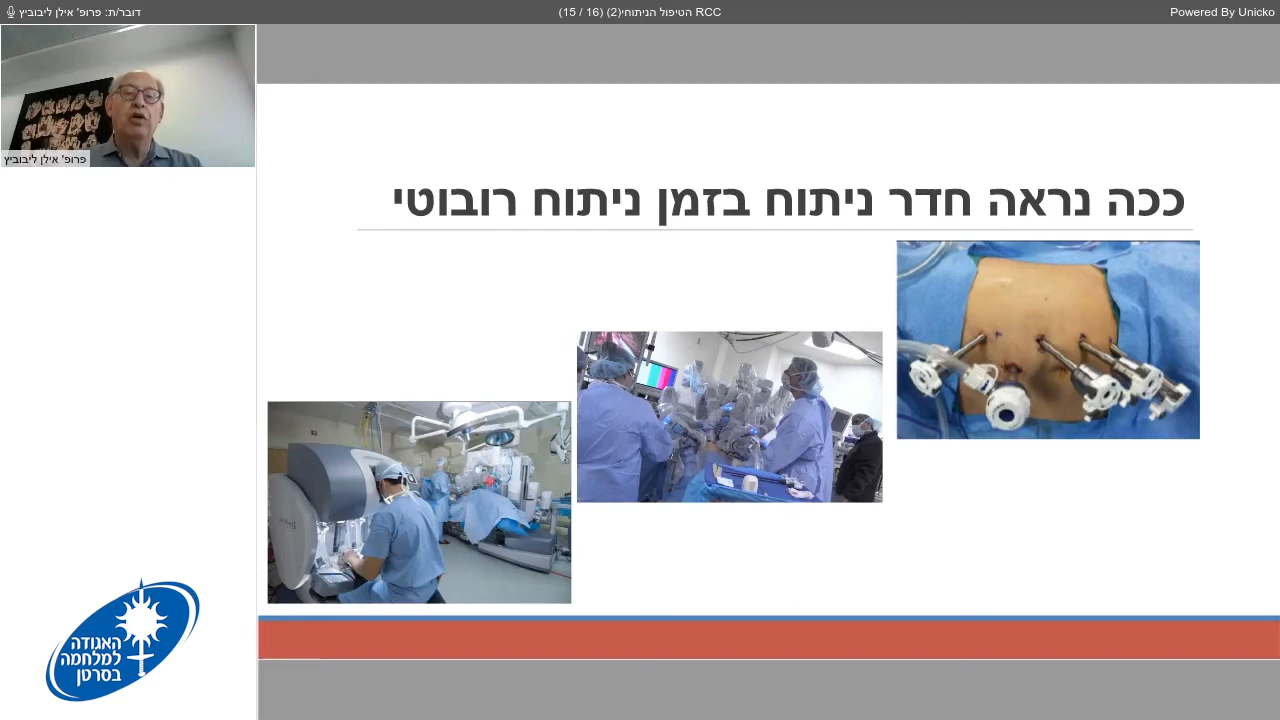 דובר/ת: פרופ' אילן ליבוביץ
RCC הטיפול הניתוחי(2) (16 / 15)
Powered By Unicko
פרופ' אילן ליבוביץ
ככה נראה חדר ניתוח בזמן ניתוח רובוטי
האגודה
למלחמה
בסרטן